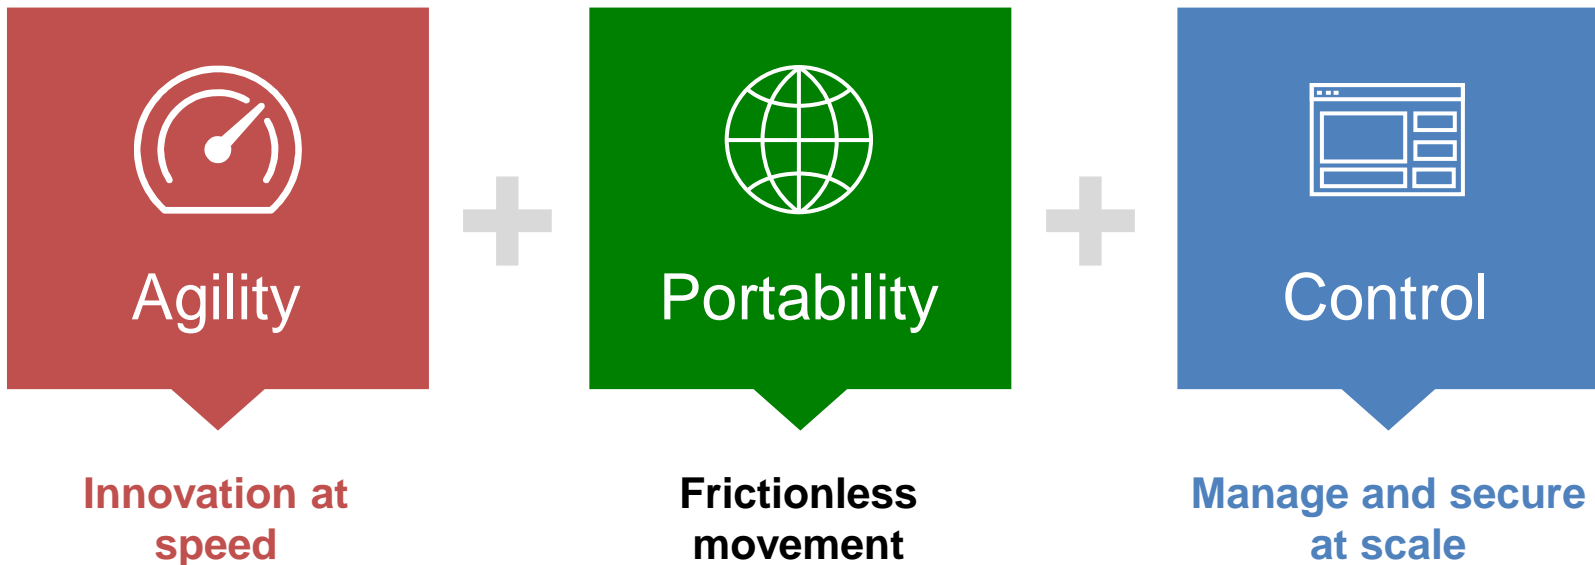 Agility
Portability
Control
Innovation at
speed
Frictionless
movement
Manage and secure
at scale